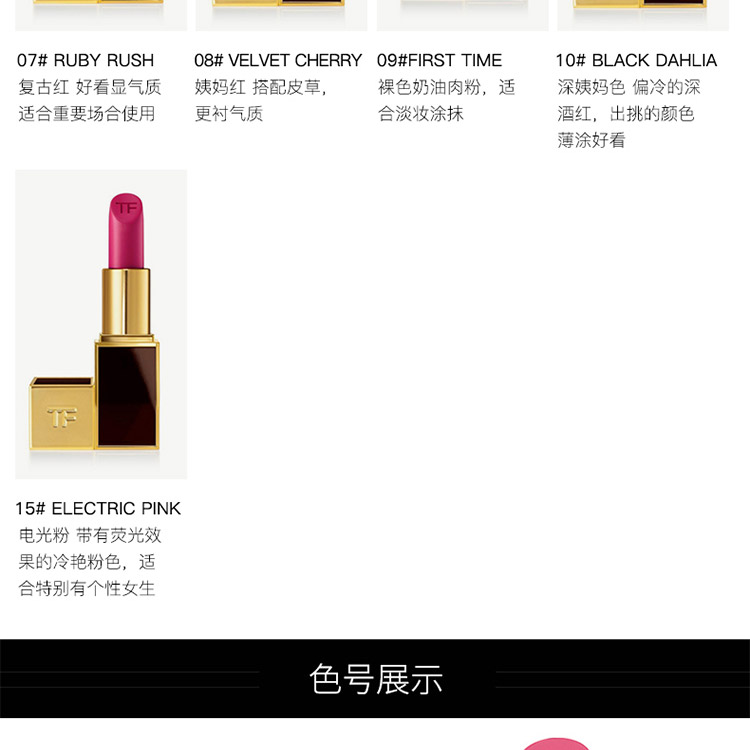 07# RUBY RUSH
复古红 好看显气质
适合重要场合使用
08# VELVET CHERRY
姨妈红 搭配皮草，
更衬气质
09#FIRST TIME
裸色奶油肉粉，适
合淡妆涂抹
10# BLACK DAHLIA
深姨妈色 偏冷的深
酒红，出挑的颜色
薄涂好看
TF
TF
15# ELECTRIC PINK
电光粉 带有荧光效
果的冷艳粉色，适
合特别有个性女生
色号展示